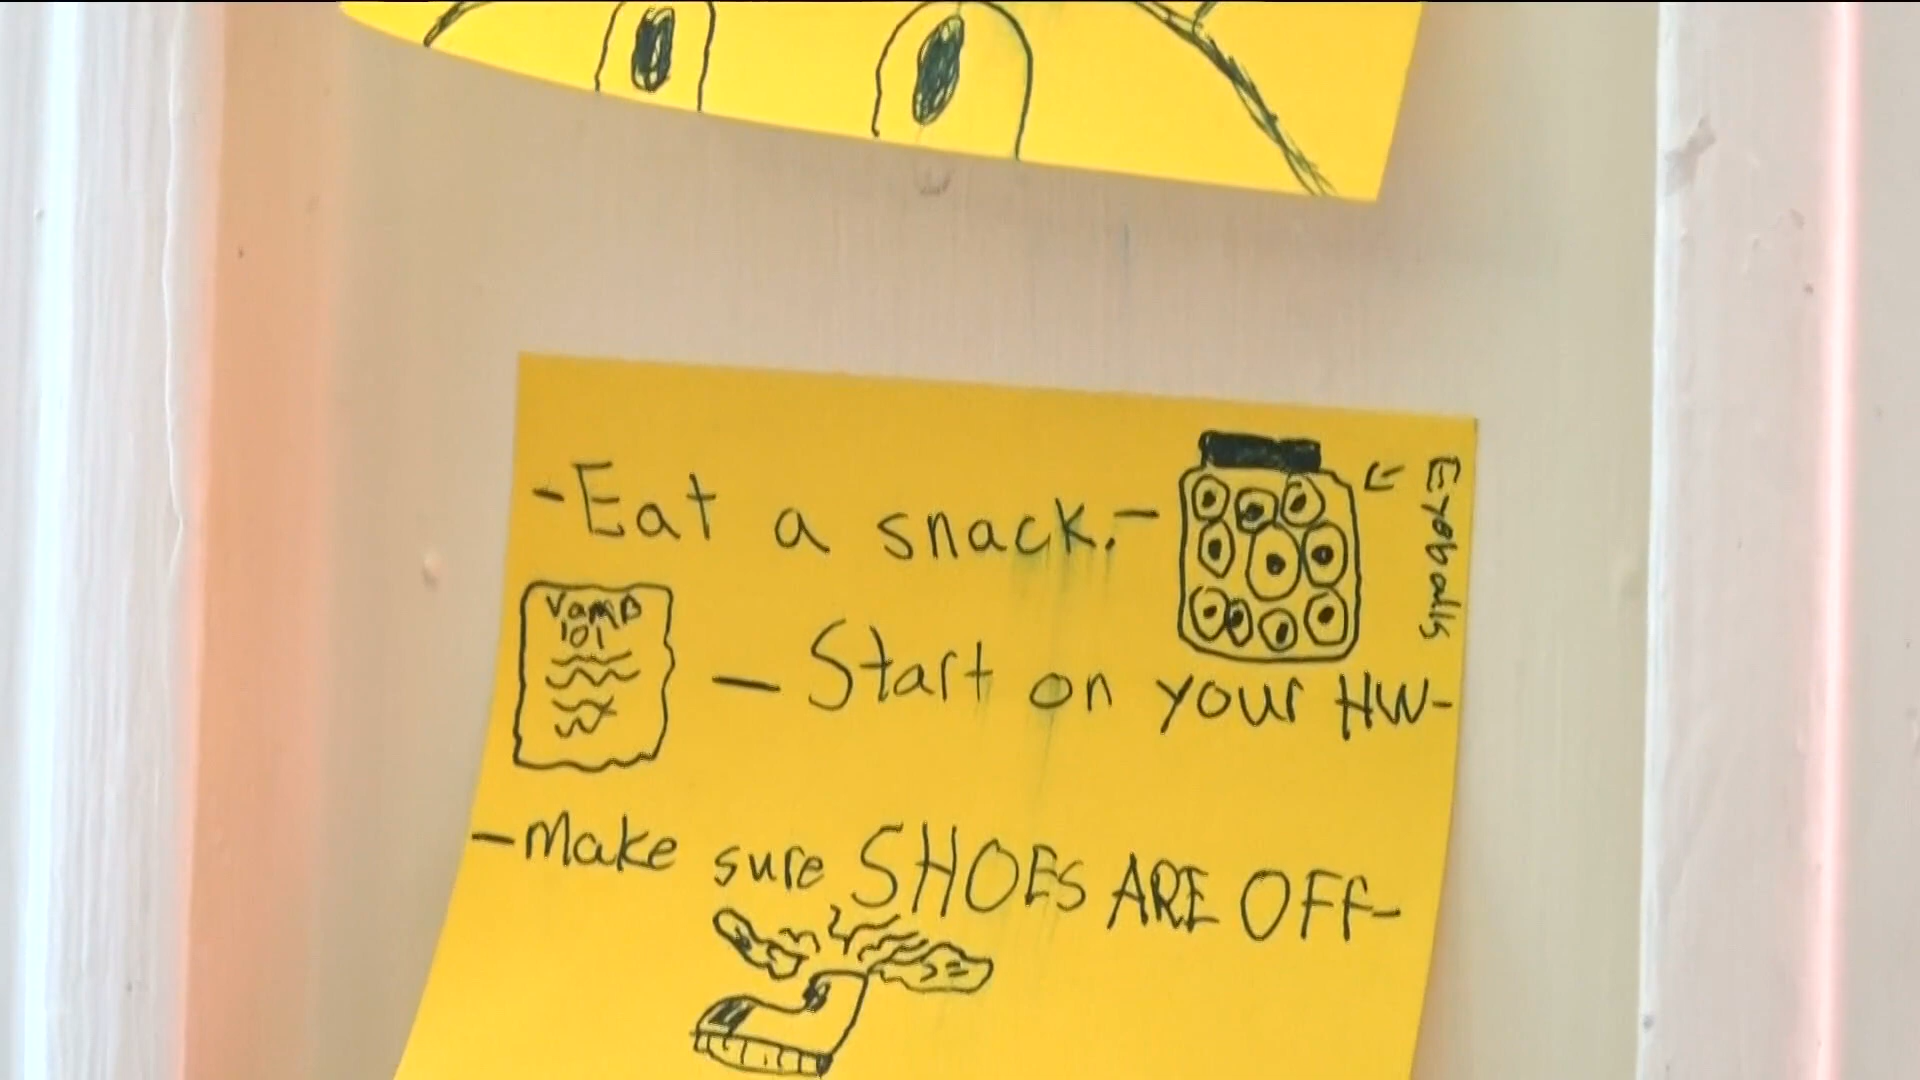 -Eat a snack.-
Eyeballs
Vamp
101
- Start on your HW-
-Make sure SHOES ARE OFF-